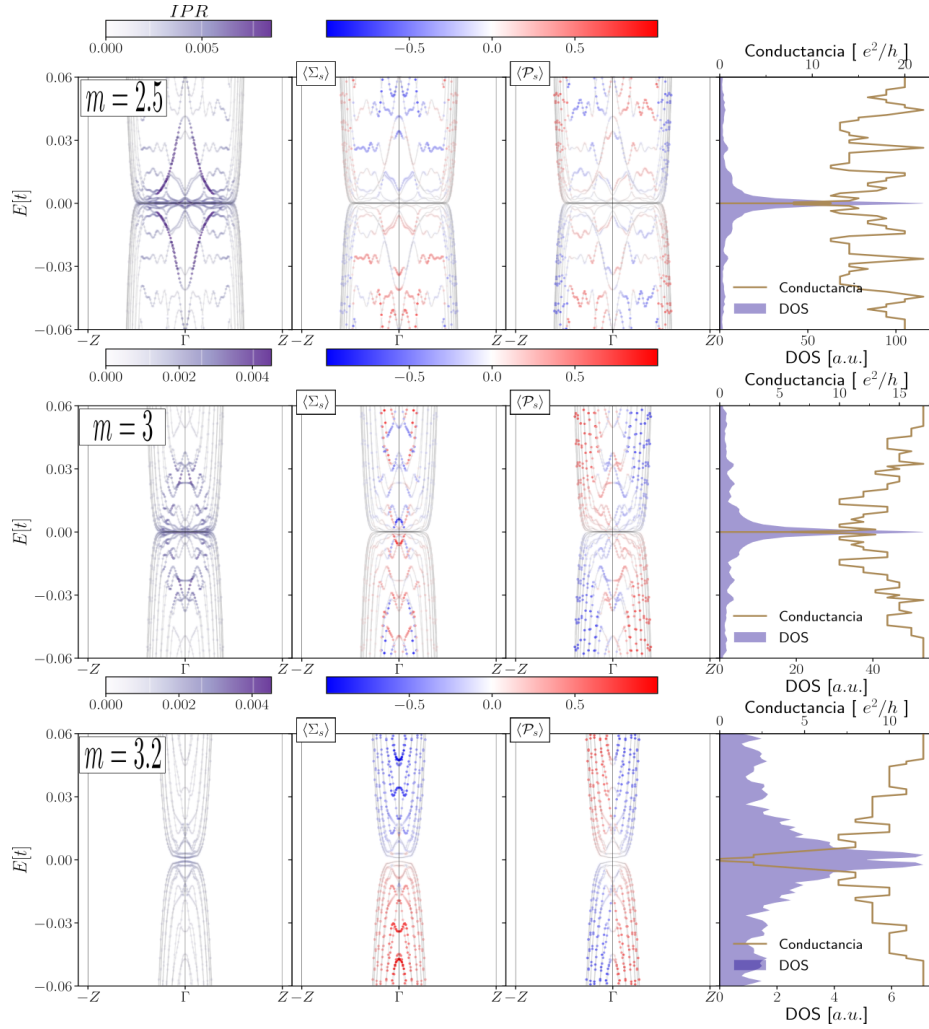 IPR
0.000 0.005 −0.5 0.0 0.5
Conductancia [ e²/h ]
0 10 20
m = 2.5
⟨Σₛ⟩
⟨𝒫ₛ⟩
E[t]
0.06
0.03
0.00
−0.03
−0.06
Conductancia
DOS
−Z Γ Z −Z Γ Z −Z Γ Z 0 50 100
DOS [a.u.]
0.000 0.002 0.004 −0.5 0.0 0.5
Conductancia [ e²/h ]
0 5 10 15
m = 3
⟨Σₛ⟩
⟨𝒫ₛ⟩
E[t]
0.06
0.03
0.00
−0.03
−0.06
Conductancia
DOS
−Z Γ Z −Z Γ Z −Z Γ Z 0 20 40
DOS [a.u.]
0.000 0.002 0.004 −0.5 0.0 0.5
Conductancia [ e²/h ]
0 5 10
m = 3.2
⟨Σₛ⟩
⟨𝒫ₛ⟩
E[t]
0.06
0.03
0.00
−0.03
−0.06
Conductancia
DOS
−Z Γ Z −Z Γ Z −Z Γ Z 0 2 4 6
DOS [a.u.]